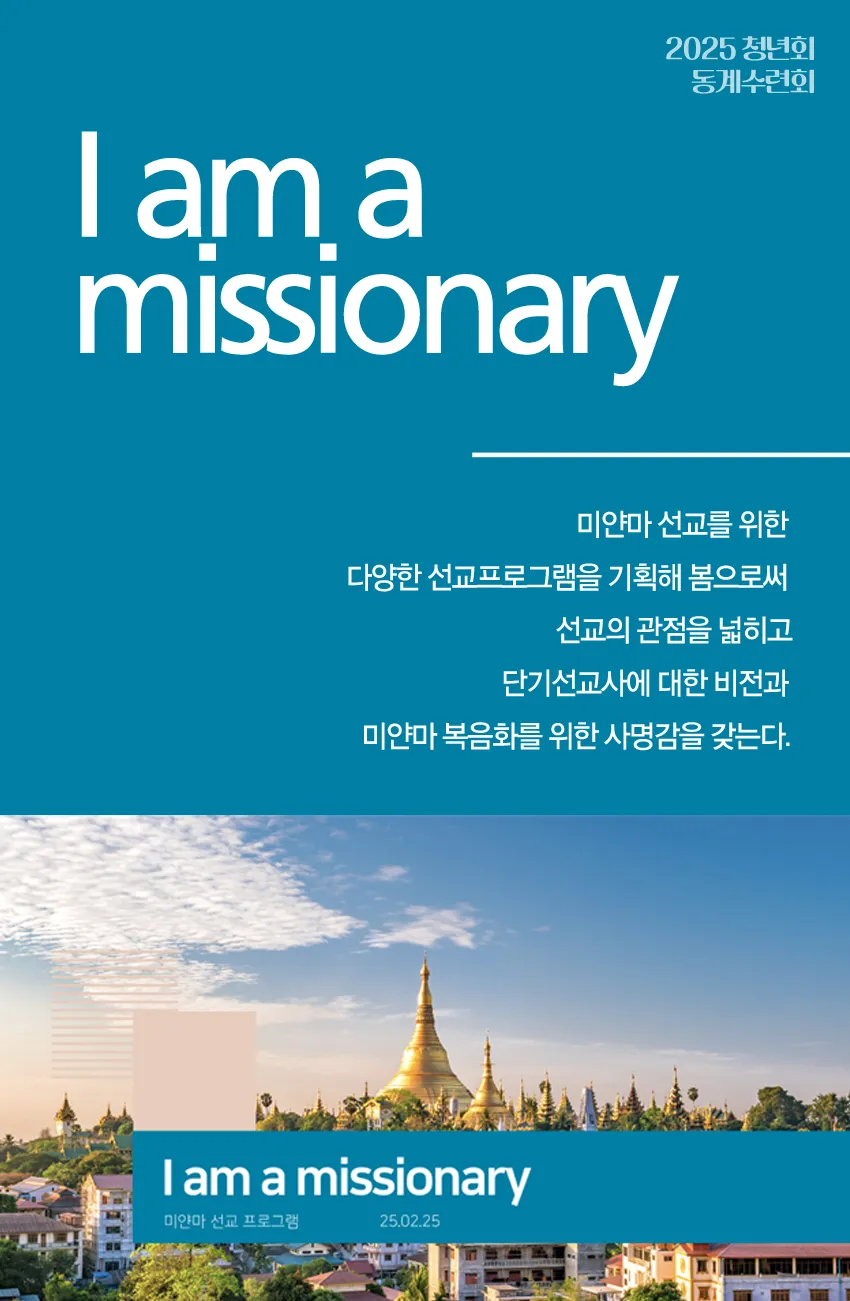 2025 청년회
동계수련회
I am a
missionary
미얀마 선교를 위한
다양한 선교프로그램을 기획해 봄으로써
선교의 관점을 넓히고
단기선교사에 대한 비전과
미얀마 복음화를 위한 사명감을 갖는다.
I am a missionary
미얀마 선교 프로그램 25.02.25